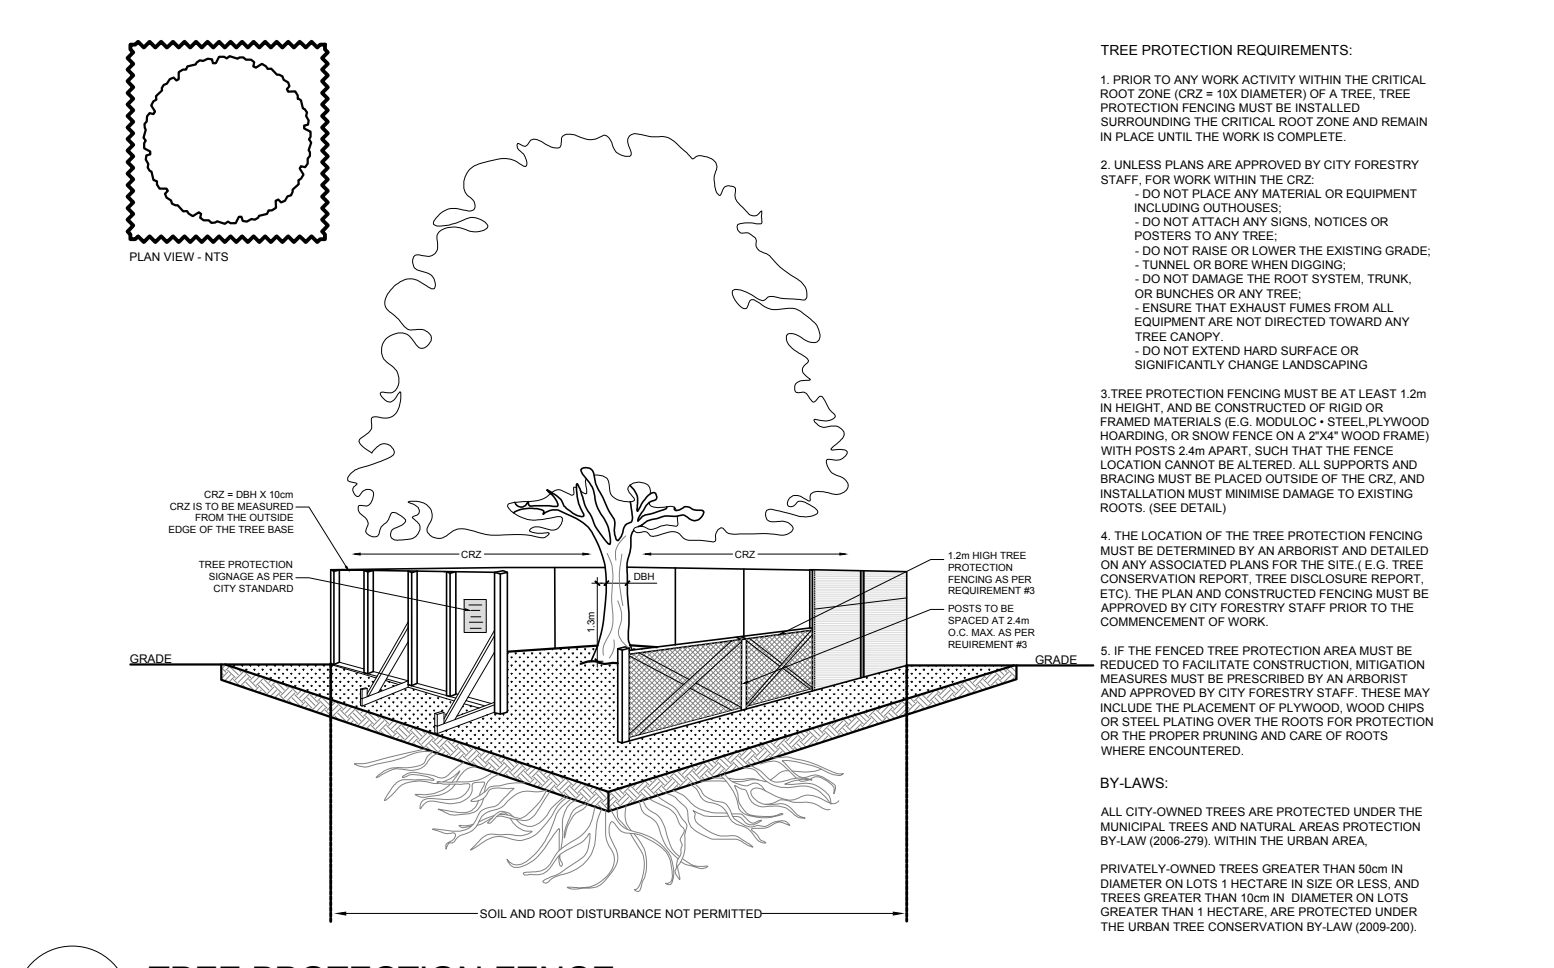 PLAN VIEW - NTS
CRZ = DBH X 10cm
CRZ IS TO BE MEASURED
FROM THE OUTSIDE
EDGE OF THE TREE BASE
TREE PROTECTION
SIGNAGE AS PER
CITY STANDARD
CRZ
CRZ
DBH
1.3m
1.2m HIGH TREE
PROTECTION
FENCING AS PER
REQUIREMENT #3
POSTS TO BE
SPACED AT 2.4m
O.C. MAX. AS PER
REUIREMENT #3
GRADE
GRADE
SOIL AND ROOT DISTURBANCE NOT PERMITTED
TREE PROTECTION FENCE
TREE PROTECTION REQUIREMENTS:
1. PRIOR TO ANY WORK ACTIVITY WITHIN THE CRITICAL
ROOT ZONE (CRZ = 10X DIAMETER) OF A TREE, TREE
PROTECTION FENCING MUST BE INSTALLED
SURROUNDING THE CRITICAL ROOT ZONE AND REMAIN
IN PLACE UNTIL THE WORK IS COMPLETE.
2. UNLESS PLANS ARE APPROVED BY CITY FORESTRY
STAFF, FOR WORK WITHIN THE CRZ:
- DO NOT PLACE ANY MATERIAL OR EQUIPMENT
INCLUDING OUTHOUSES;
- DO NOT ATTACH ANY SIGNS, NOTICES OR
POSTERS TO ANY TREE;
- DO NOT RAISE OR LOWER THE EXISTING GRADE;
- TUNNEL OR BORE WHEN DIGGING;
- DO NOT DAMAGE THE ROOT SYSTEM, TRUNK,
OR BUNCHES OR ANY TREE;
- ENSURE THAT EXHAUST FUMES FROM ALL
EQUIPMENT ARE NOT DIRECTED TOWARD ANY
TREE CANOPY.
- DO NOT EXTEND HARD SURFACE OR
SIGNIFICANTLY CHANGE LANDSCAPING
3.TREE PROTECTION FENCING MUST BE AT LEAST 1.2m
IN HEIGHT, AND BE CONSTRUCTED OF RIGID OR
FRAMED MATERIALS (E.G. MODULOC • STEEL,PLYWOOD
HOARDING, OR SNOW FENCE ON A 2"X4" WOOD FRAME)
WITH POSTS 2.4m APART, SUCH THAT THE FENCE
LOCATION CANNOT BE ALTERED. ALL SUPPORTS AND
BRACING MUST BE PLACED OUTSIDE OF THE CRZ, AND
INSTALLATION MUST MINIMISE DAMAGE TO EXISTING
ROOTS. (SEE DETAIL)
4. THE LOCATION OF THE TREE PROTECTION FENCING
MUST BE DETERMINED BY AN ARBORIST AND DETAILED
ON ANY ASSOCIATED PLANS FOR THE SITE.( E.G. TREE
CONSERVATION REPORT, TREE DISCLOSURE REPORT,
ETC). THE PLAN AND CONSTRUCTED FENCING MUST BE
APPROVED BY CITY FORESTRY STAFF PRIOR TO THE
COMMENCEMENT OF WORK.
5. IF THE FENCED TREE PROTECTION AREA MUST BE
REDUCED TO FACILITATE CONSTRUCTION, MITIGATION
MEASURES MUST BE PRESCRIBED BY AN ARBORIST
AND APPROVED BY CITY FORESTRY STAFF. THESE MAY
INCLUDE THE PLACEMENT OF PLYWOOD, WOOD CHIPS
OR STEEL PLATING OVER THE ROOTS FOR PROTECTION
OR THE PROPER PRUNING AND CARE OF ROOTS
WHERE ENCOUNTERED.
BY-LAWS:
ALL CITY-OWNED TREES ARE PROTECTED UNDER THE
MUNICIPAL TREES AND NATURAL AREAS PROTECTION
BY-LAW (2006-279). WITHIN THE URBAN AREA,
PRIVATELY-OWNED TREES GREATER THAN 50cm IN
DIAMETER ON LOTS 1 HECTARE IN SIZE OR LESS, AND
TREES GREATER THAN 10cm IN DIAMETER ON LOTS
GREATER THAN 1 HECTARE, ARE PROTECTED UNDER
THE URBAN TREE CONSERVATION BY-LAW (2009-200).